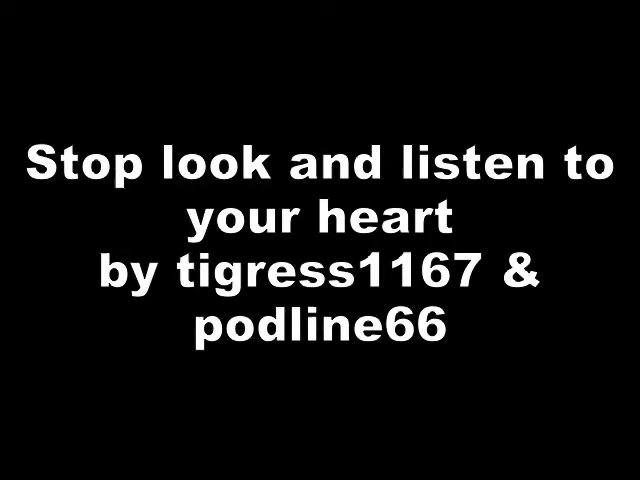 Stop look and listen to
your heart
by tigress1167 &
podline66